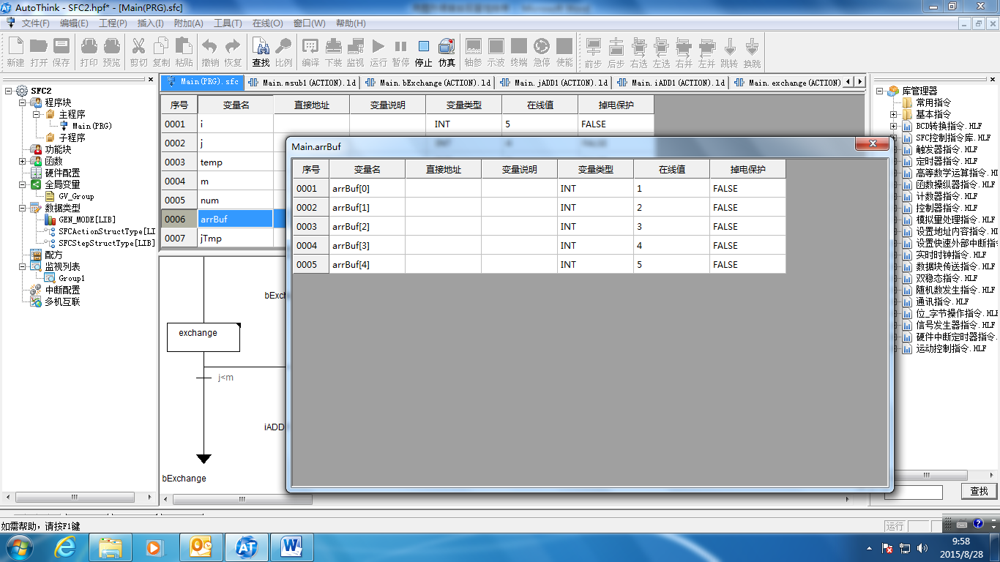 AutoThink - SFC2.hpf* - [Main(PRG).sfc]
文件(F) 编辑(E) 工程(P) 插入(I) 附加(A) 工具(T) 在线(O) 窗口(W) 帮助(H)
新建 打开 保存 打印 预览 剪切 复制 粘贴 撤销 恢复 查找 比例 编译 下装 监视 运行 暂停 停止 仿真 轴参 示波 终端 急停 使能 前步 后步 右选 左选 右并 左并 跳转 换跳
SFC2
程序块
主程序
Main(PRG)
子程序
功能块
函数
硬件配置
全局变量
GV_Group
数据类型
GEN_MODE[LIB]
SFCActionStructType[LI
SFCStepStructType[LIB]
配方
监视列表
Group1
中断配置
多机互联
Main(PRG).sfc Main.msub1(ACTION).ld Main.bExchange(ACTION).ld Main.jADD1(ACTION).ld Main.iADD1(ACTION).ld Main.exchange(ACTION)
序号 变量名 直接地址 变量说明 变量类型 在线值 掉电保护
0001 i INT 5 FALSE
0002 j
0003 temp
0004 m
0005 num
0006 arrBuf
0007 jTmp
Main.arrBuf
序号 变量名 直接地址 变量说明 变量类型 在线值 掉电保护
0001 arrBuf[0] INT 1 FALSE
0002 arrBuf[1] INT 2 FALSE
0003 arrBuf[2] INT 3 FALSE
0004 arrBuf[3] INT 4 FALSE
0005 arrBuf[4] INT 5 FALSE
bExch
exchange
j<m
iADD
bExchange
库管理器
常用指令
基本指令
BCD转换指令.HLF
SFC控制指令库.HLF
触发器指令.HLF
定时器指令.HLF
高等数学运算指令.HL
函数操纵器指令.HLF
计数器指令.HLF
控制器指令.HLF
模拟量处理指令.HLF
设置地址内容指令.HLF
设置快速外部中断指令
实时时钟指令.HLF
数据块传送指令.HLF
双稳态指令.HLF
随机数发生指令.HLF
通讯指令.HLF
位_字节操作指令.HLF
信号发生器指令.HLF
硬件中断定时器指令.
运动控制指令.HLF
查找
如需帮助，请按F1键
运行
9:58
2015/8/28